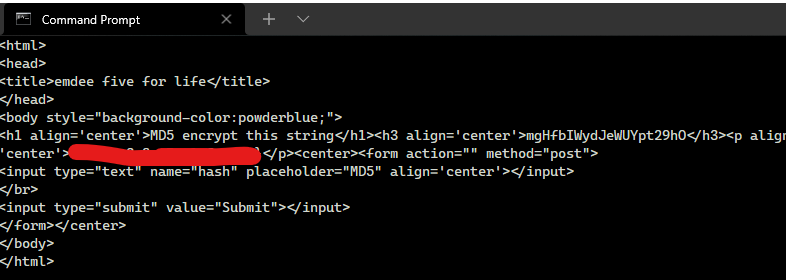 Command Prompt
<html>
<head>
<title>emdee five for life</title>
</head>
<body style="background-color:powderblue;">
<h1 align='center'>MD5 encrypt this string</h1><h3 align='center'>mgHfbIWydJeWUYpt29hO</h3><p align
'center'> </p><center><form action="" method="post">
<input type="text" name="hash" placeholder="MD5" align='center'></input>
</br>
<input type="submit" value="Submit"></input>
</form></center>
</body>
</html>